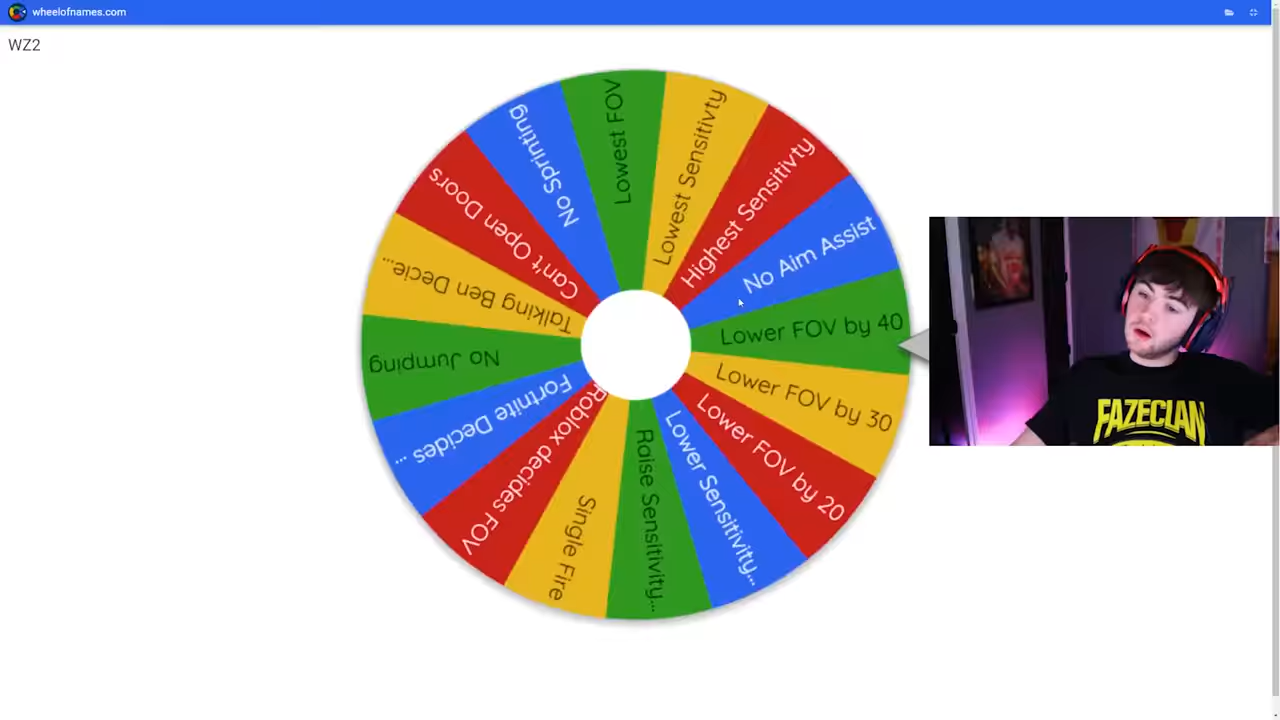 wheelofnames.com
WZ2
Lowest FOV
Lowest Sensitivty
Highest Sensitivty
No Aim Assist
Lower FOV by 40
Lower FOV by 30
Lower FOV by 20
Lower Sensitivity...
Raise Sensitivity...
Single Fire
Roblox decides FOV
Fortnite Decides ...
No Jumping
Talking Ben Decie...
Can't Open Doors
No Sprinting
FAZECLAN